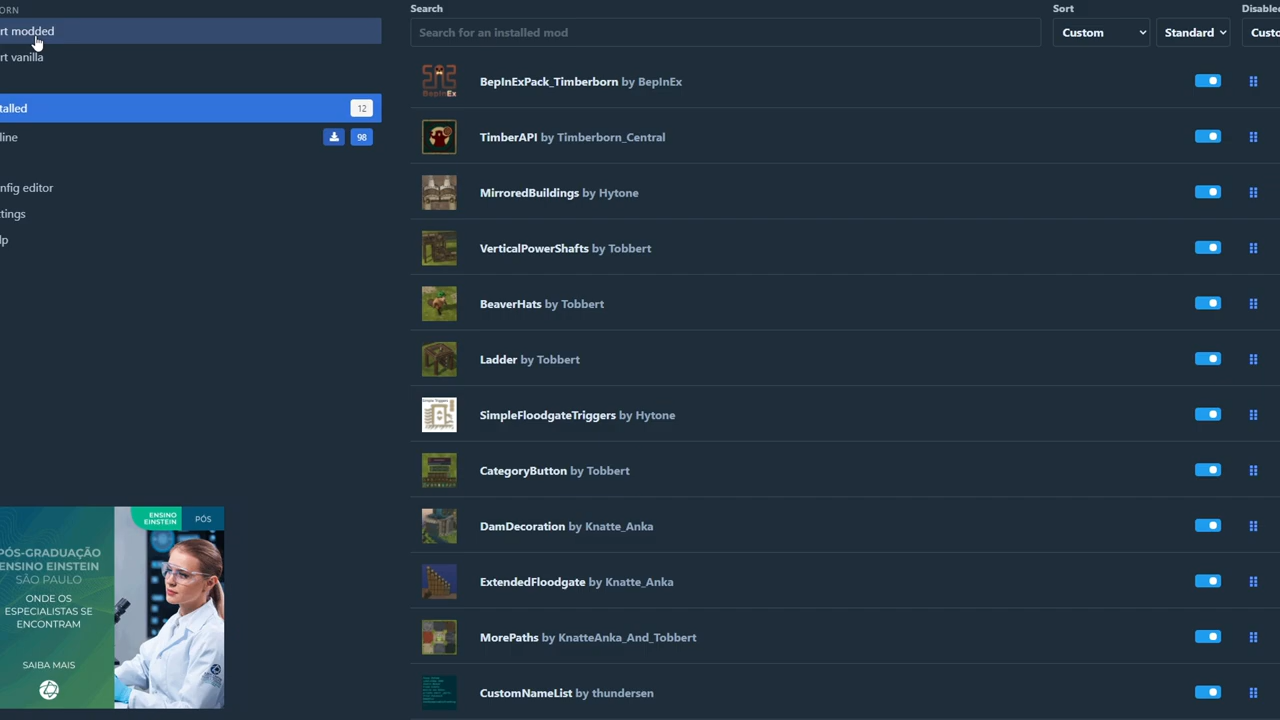 ORN
rt modded
rt vanilla
talled
12
line
98
nfig editor
tings
lp
ENSINO
EINSTEIN
PÓS
PÓS-GRADUAÇÃO
ENSINO EINSTEIN
SÃO PAULO
ONDE OS
ESPECIALISTAS SE
ENCONTRAM
SAIBA MAIS
Search
Search for an installed mod
Sort
Custom
Standard
Disable
Custo
BepInEx
BepInExPack_Timberborn by BepInEx
TimberAPI by Timberborn_Central
MirroredBuildings by Hytone
VerticalPowerShafts by Tobbert
BeaverHats by Tobbert
Ladder by Tobbert
SimpleFloodgateTriggers by Hytone
CategoryButton by Tobbert
DamDecoration by Knatte_Anka
ExtendedFloodgate by Knatte_Anka
MorePaths by KnatteAnka_And_Tobbert
CustomNameList by thundersen